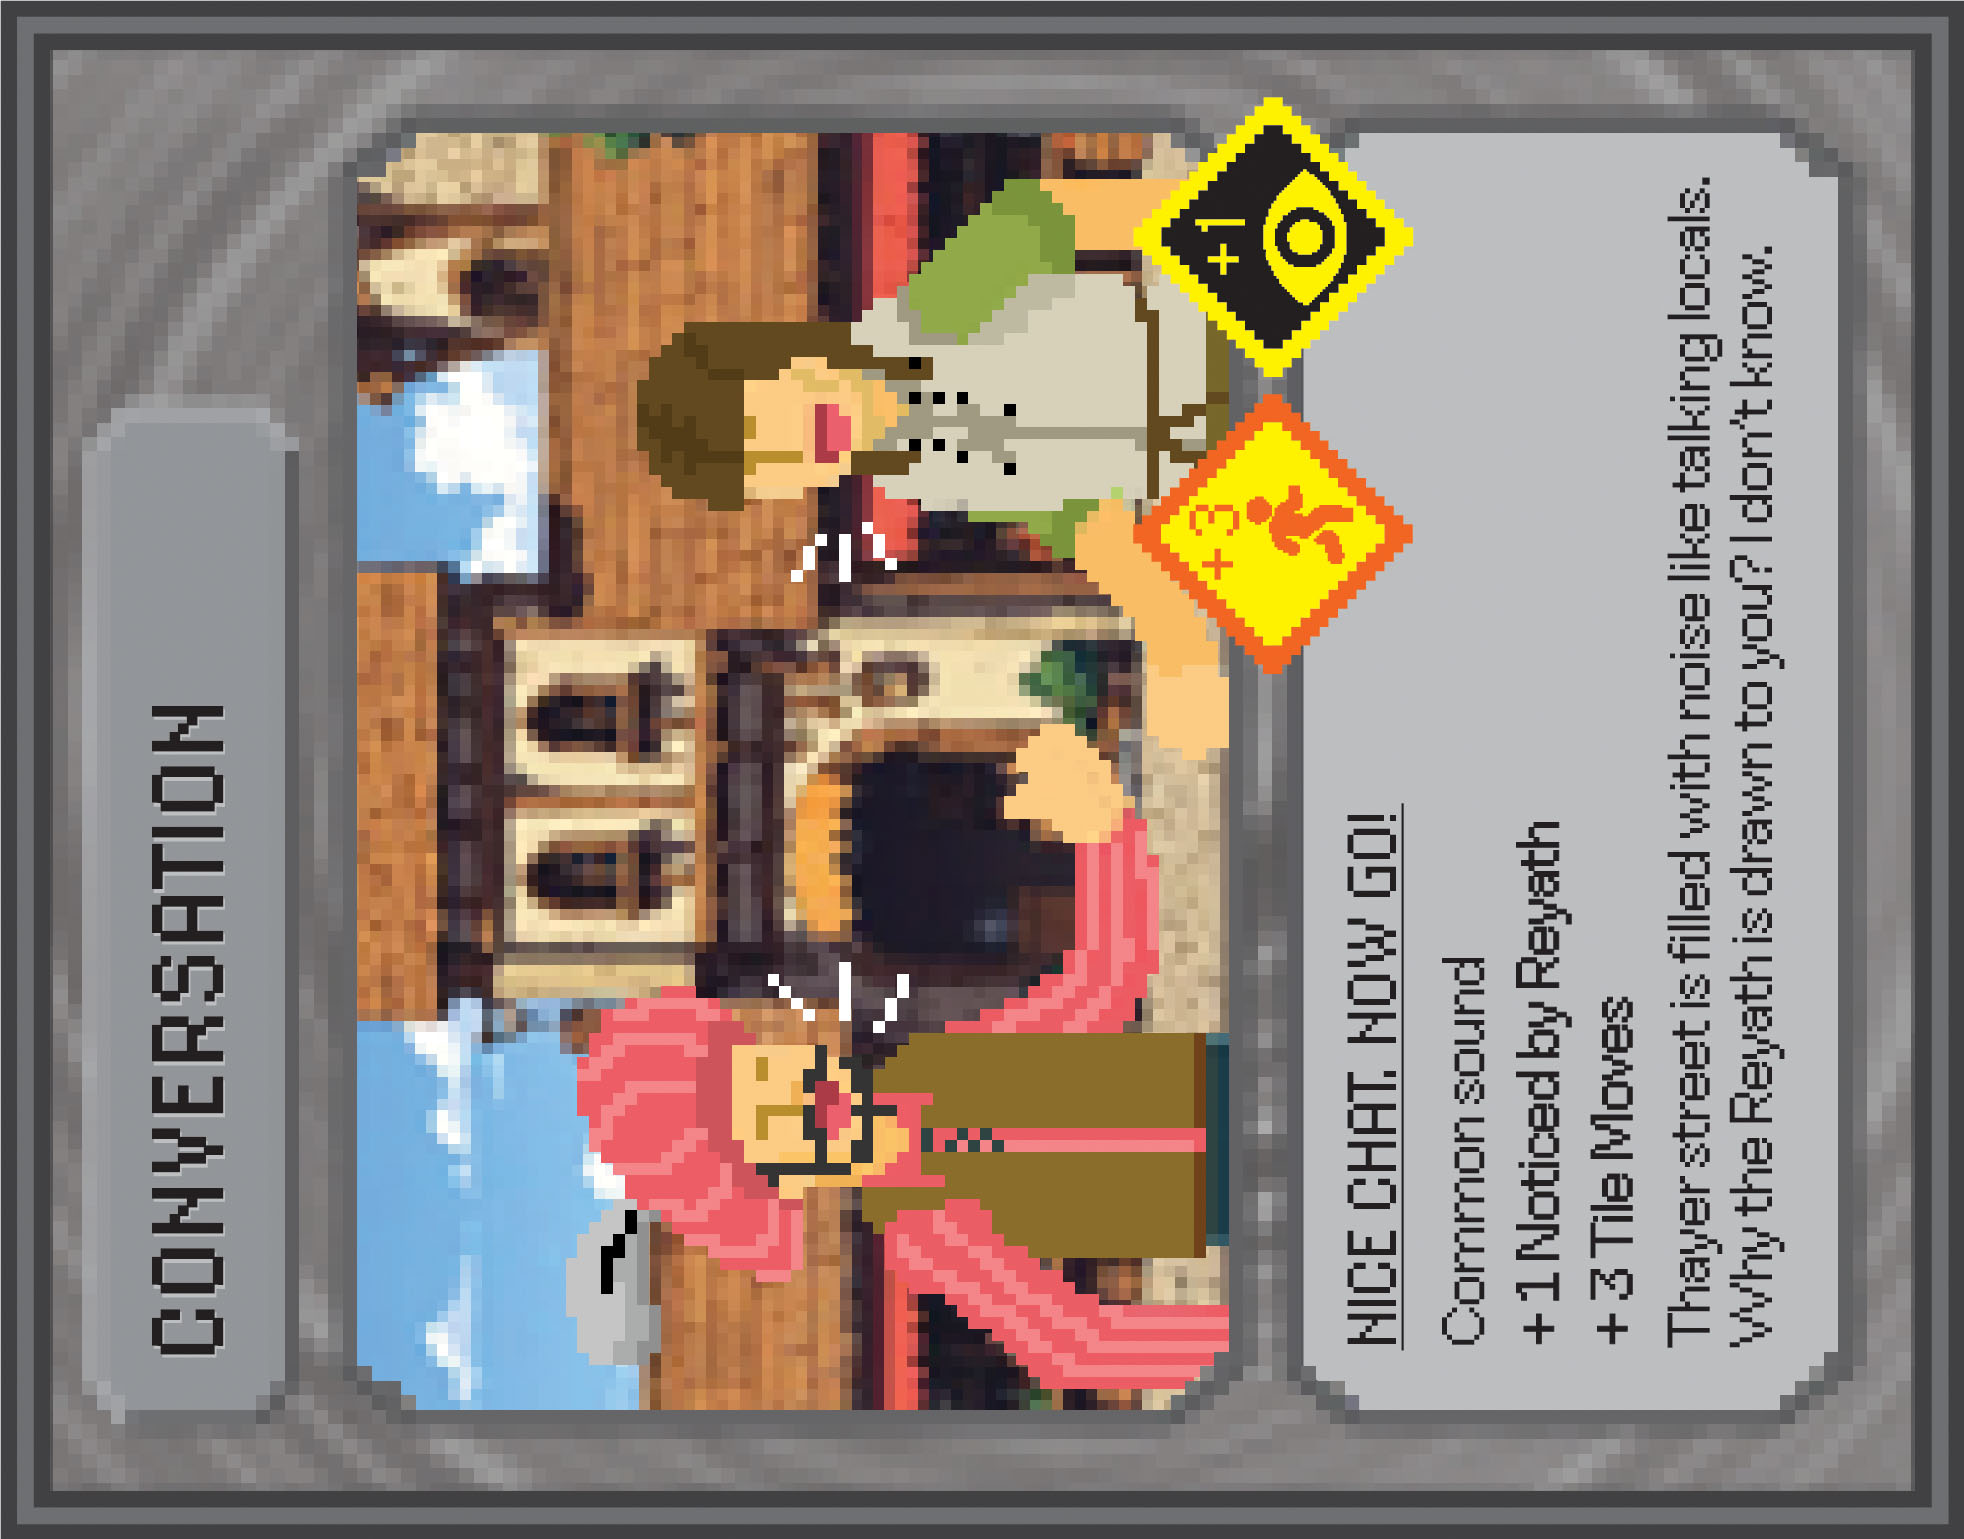 CONVERSATION
+3
+1
NICE CHAT. NOW GO!
Common sound
+ 1 Noticed by Reyath
+ 3 Tile Moves
Thayer street is filled with noise like talking locals.
Why the Reyath is drawn to you? I don't know.